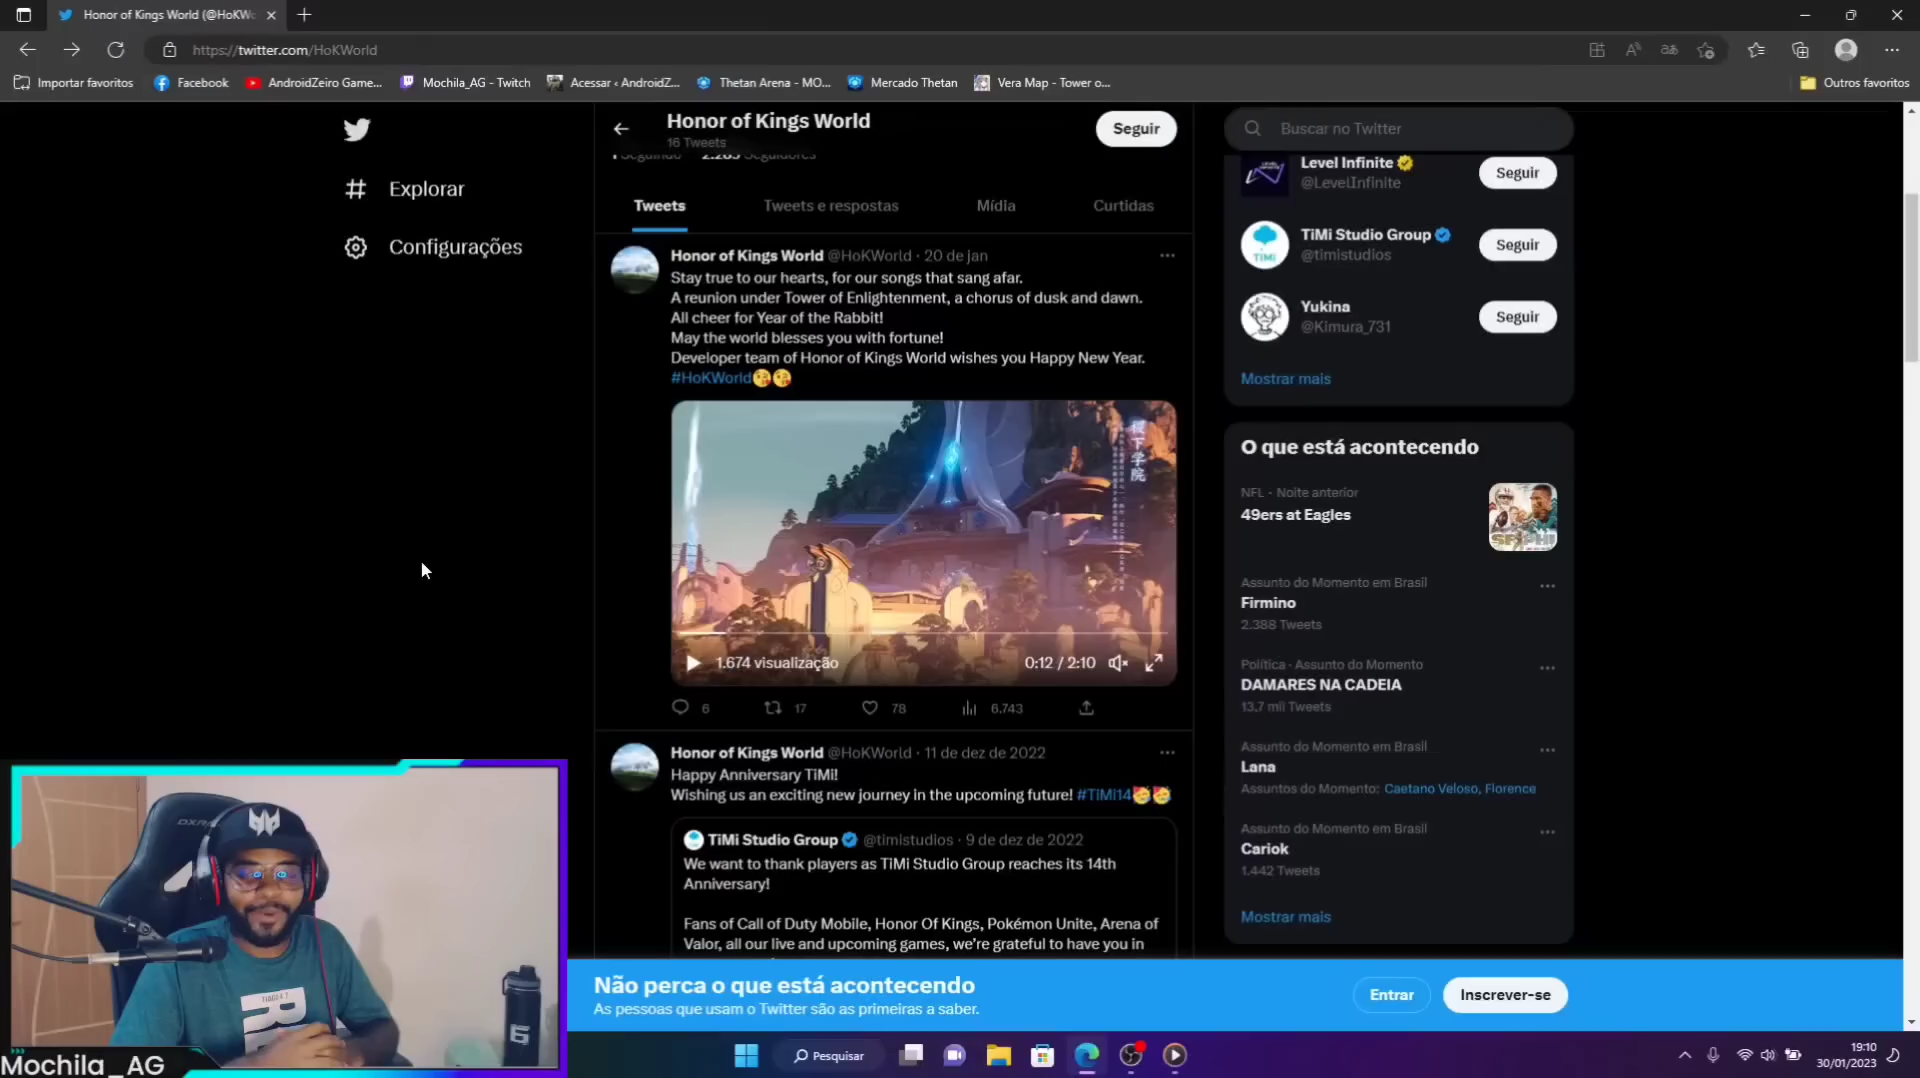 Honor of Kings World (@HoKWo
https://twitter.com/HoKWorld
Importar favoritos
Facebook
AndroidZeiro Game...
Mochila_AG - Twitch
Acessar ‹ AndroidZ...
Thetan Arena - MO...
Mercado Thetan
Vera Map - Tower o...
Outros favoritos
Explorar
Configurações
Honor of Kings World
16 Tweets
1 Seguindo 2.265 Seguidores
Seguir
Tweets
Tweets e respostas
Mídia
Curtidas
Honor of Kings World @HoKWorld · 20 de jan
Stay true to our hearts, for our songs that sang afar.
A reunion under Tower of Enlightenment, a chorus of dusk and dawn.
All cheer for Year of the Rabbit!
May the world blesses you with fortune!
Developer team of Honor of Kings World wishes you Happy New Year.
#HoKWorld😘😘
稷下学院
1.674 visualização
0:12 / 2:10
6
17
78
6.743
Honor of Kings World @HoKWorld · 11 de dez de 2022
Happy Anniversary TiMi!
Wishing us an exciting new journey in the upcoming future! #TIMI14🥳🥳
TiMi Studio Group @timistudios · 9 de dez de 2022
We want to thank players as TiMi Studio Group reaches its 14th
Anniversary!
Fans of Call of Duty Mobile, Honor Of Kings, Pokémon Unite, Arena of
Valor, all our live and upcoming games, we're grateful to have you in
Buscar no Twitter
Level Infinite
@LevelInfinite
Seguir
TiMi Studio Group
@timistudios
Seguir
TiMi
Yukina
@Kimura_731
Seguir
Mostrar mais
O que está acontecendo
NFL · Noite anterior
49ers at Eagles
Assunto do Momento em Brasil
Firmino
2.388 Tweets
Política · Assunto do Momento
DAMARES NA CADEIA
13,7 mil Tweets
Assunto do Momento em Brasil
Lana
Assuntos do Momento: Caetano Veloso, Florence
Assunto do Momento em Brasil
Cariok
1.442 Tweets
Mostrar mais
Não perca o que está acontecendo
As pessoas que usam o Twitter são as primeiras a saber.
Entrar
Inscrever-se
DXRA
6
Mochila_AG
Pesquisar
19:10
30/01/2023